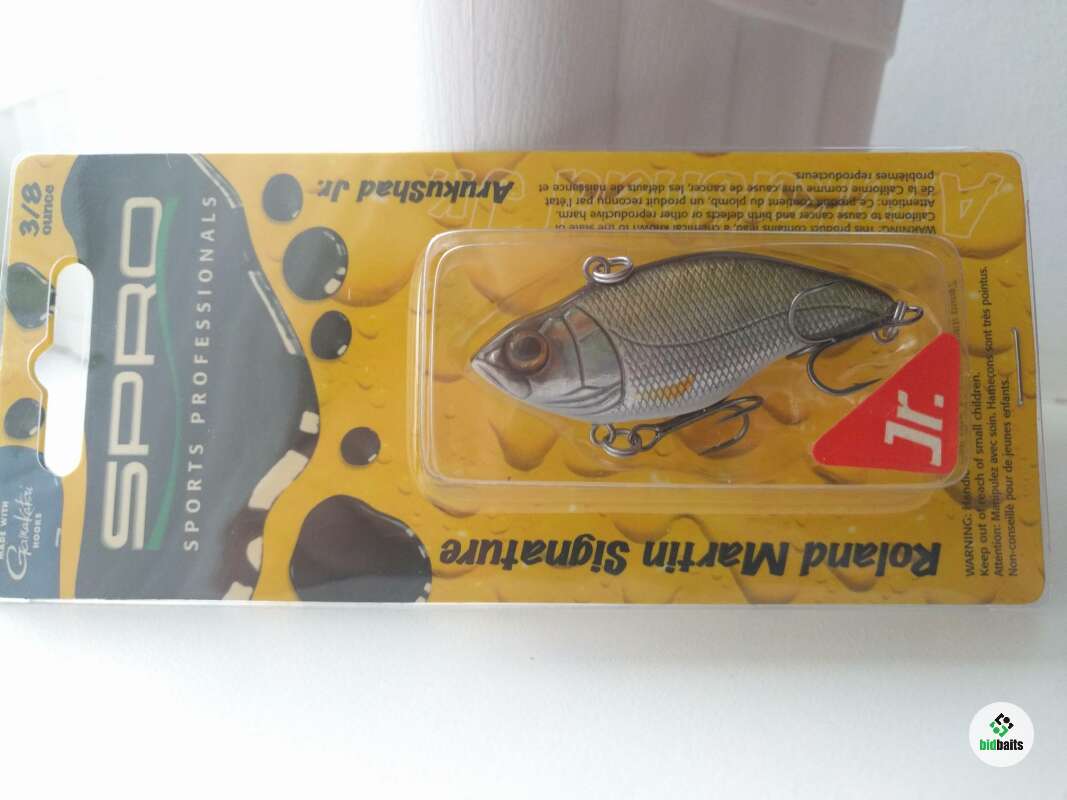 3/8
ounce
SPRO
SPORTS PROFESSIONALS
MADE WITH
Gamakatsu
HOOKS
Roland Martin Signature
Jr.
ArukuShad Jr.
WARNING: This product contains lead, a chemical known to the state of
California to cause cancer and birth defects or other reproductive harm.
Attention: Ce produit contient du plomb, un produit reconnu par l'état
de la Californie comme une cause de cancer, les défauts de naissance et
problèmes reproducteurs
WARNING: Handle
Keep out of reach of small children.
Attention: Manipulez avec soin. Hameçons sont très pointus.
Non-conseillé pour de jeunes enfants.
bidbaits